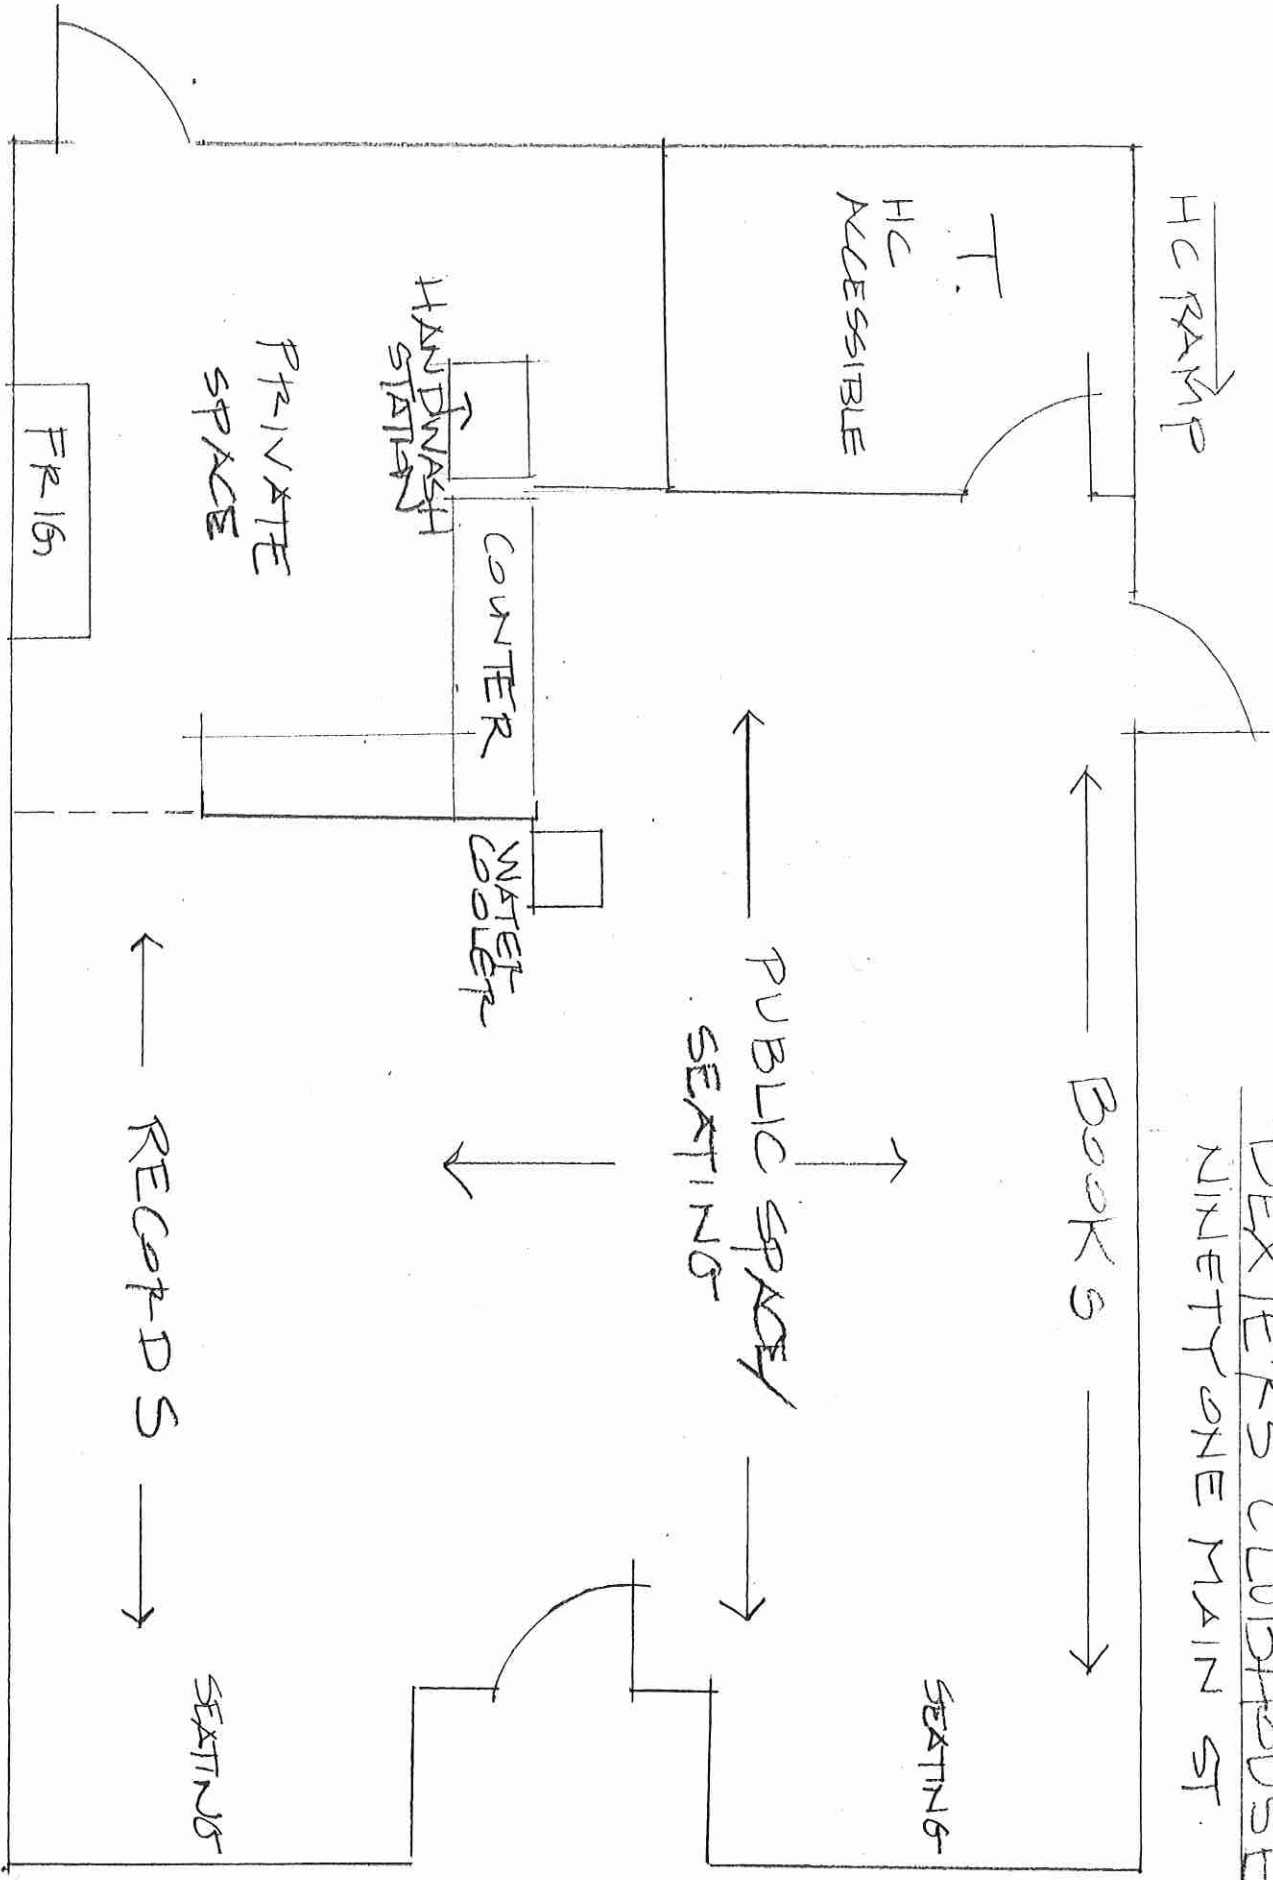 DEXTERS CLUBHOUSE
NINETY ONE MAIN ST.
HC RAMP
T.
HC
ACCESSIBLE
BOOKS
PUBLIC SPACE/
SEATING
SEATING
HANDWASH
STATION
COUNTER
WATER
COOLER
PRIVATE
SPACE
FRIG
RECORDS
SEATING